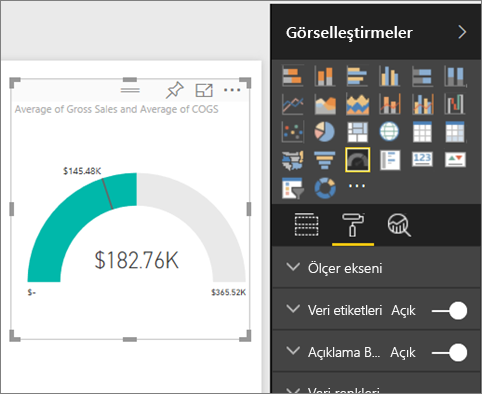 Görselleştirmeler
Average of Gross Sales and Average of COGS
$145.48K
$182.76K
$-
$365.52K
123
Ölçer ekseni
Veri etiketleri Açık
Açıklama B... Açık
Veri renkleri